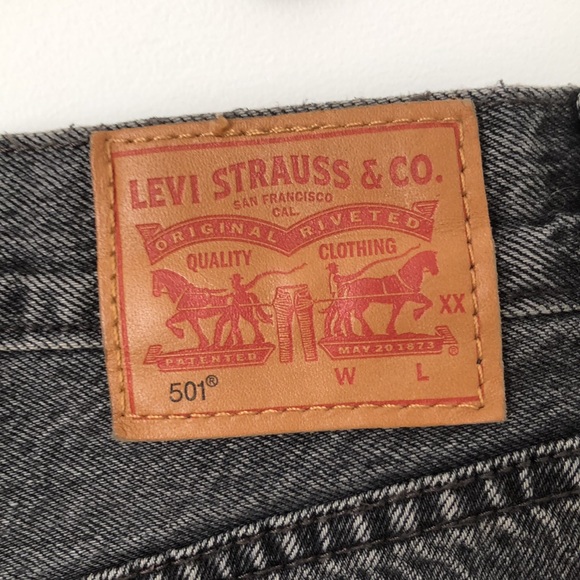 LEVI STRAUSS & CO.
SAN FRANCISCO
CAL.
ORIGINAL RIVETED
QUALITY CLOTHING
XX
PATENTED MAY 20 1873 ®
501® W L